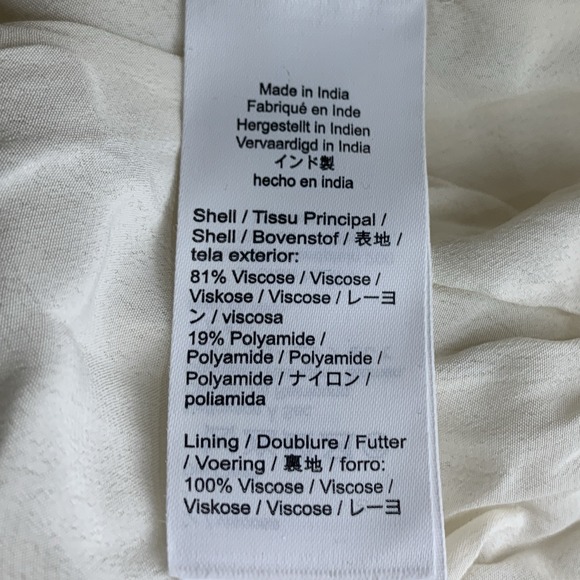 Made in India
Fabriqué en Inde
Hergestellt in Indien
Vervaardigd in India
インド製
hecho en india
Shell / Tissu Principal /
Shell / Bovenstof / 表地 /
tela exterior:
81% Viscose / Viscose /
Viskose / Viscose / レーヨ
ン / viscosa
19% Polyamide /
Polyamide / Polyamide /
Polyamide / ナイロン /
poliamida
Lining / Doublure / Futter
/ Voering / 裏地 / forro:
100% Viscose / Viscose /
Viskose / Viscose / レーヨ